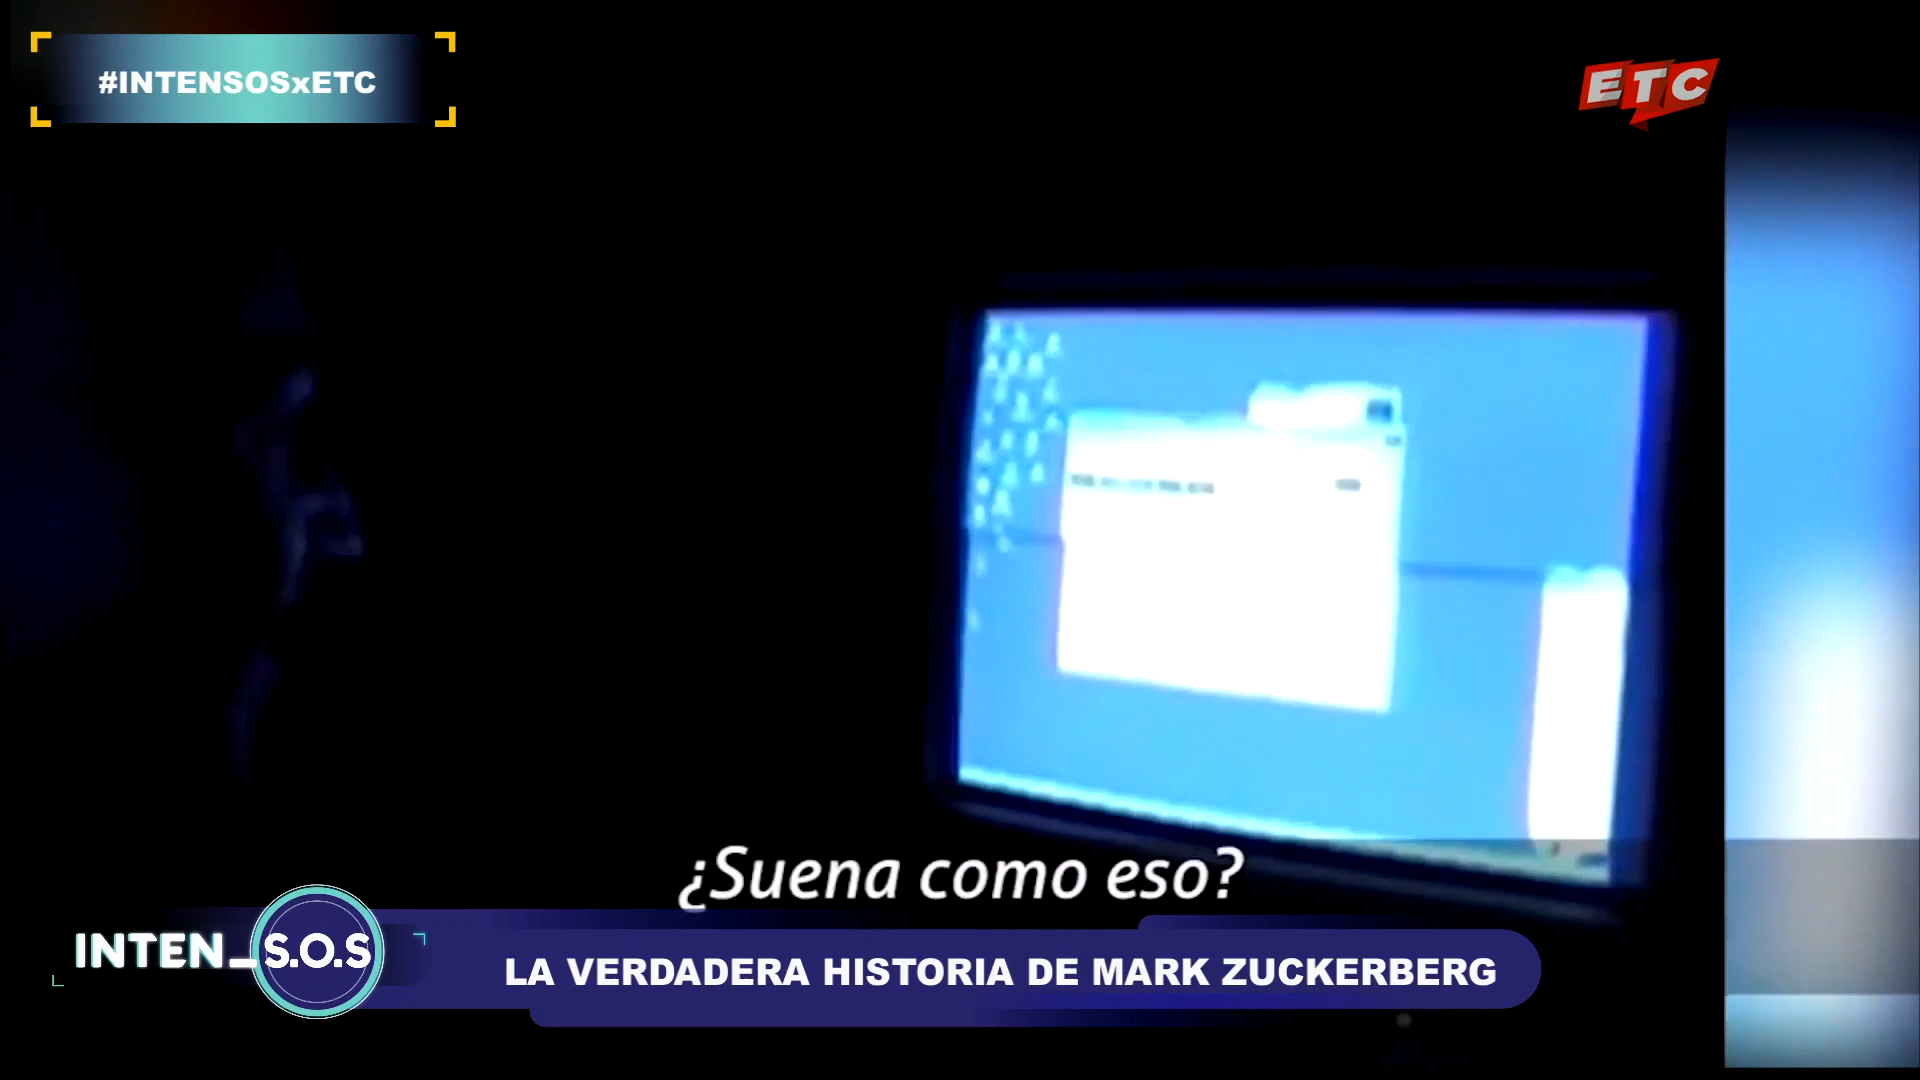 #INTENSOSxETC
ETC
¿Suena como eso?
INTEN_S.O.S
LA VERDADERA HISTORIA DE MARK ZUCKERBERG